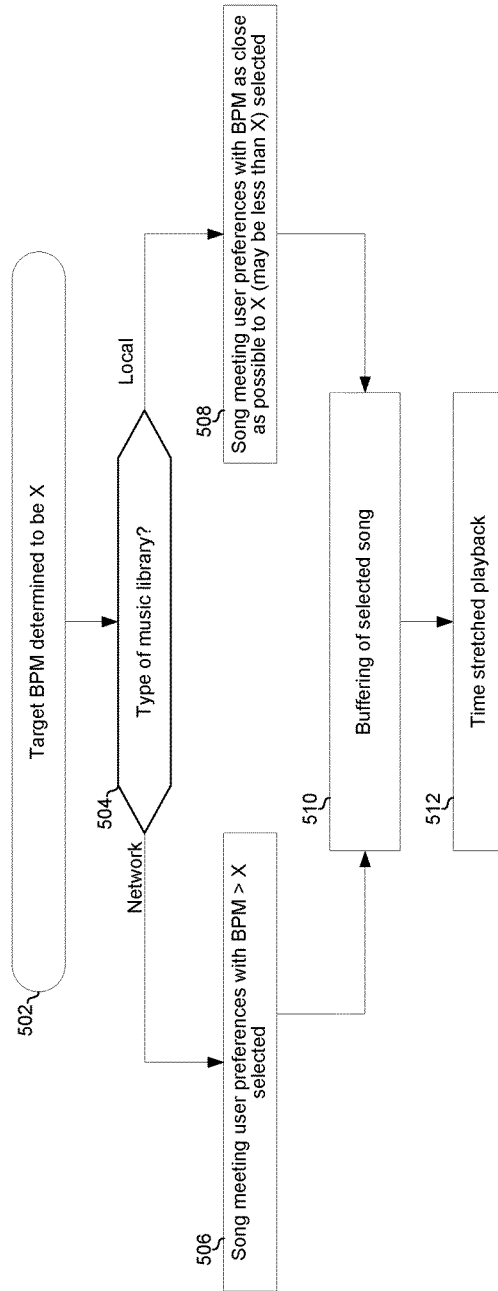 502
Target BPM determined to be X
504
Type of music library?
Network
Local
506
Song meeting user preferences with BPM > X
selected
508
Song meeting user preferences with BPM as close
as possible to X (may be less than X) selected
510
Buffering of selected song
512
Time stretched playback